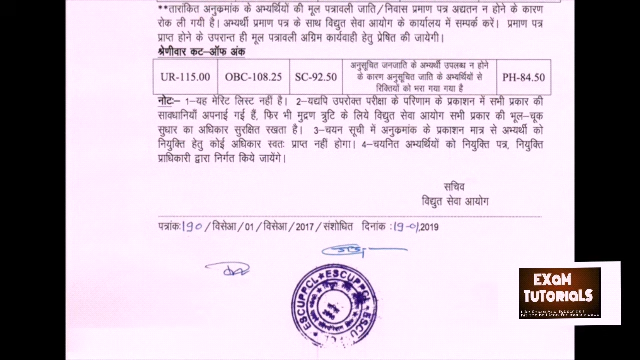 **तारांकित अनुक्रमांक के अभ्यर्थियों की मूल पत्रावली जाति/निवास प्रमाण पत्र अद्यतन न होने के कारण
रोक ली गयी है। अभ्यर्थी प्रमाण पत्र के साथ विद्युत सेवा आयोग के कार्यालय में सम्पर्क करें। प्रमाण पत्र
प्राप्त होने के उपरान्त ही मूल पत्रावली अग्रिम कार्यवाही हेतु प्रेषित की जायेगी।
श्रेणीवार कट-ऑफ अंक
UR-115.00 OBC-108.25 SC-92.50 अनुसूचित जनजाति के अभ्यर्थी उपलब्ध न होने के कारण अनुसूचित जाति के अभ्यर्थियों से रिक्तियों को भरा गया गया है PH-84.50
नोटः– 1-यह मेरिट लिस्ट नहीं है। 2-यद्यपि उपरोक्त परीक्षा के परिणाम के प्रकाशन में सभी प्रकार की
सावधानियाँ अपनाई गई हैं, फिर भी मुद्रण त्रुटि के लिये विद्युत सेवा आयोग सभी प्रकार की भूल-चूक
सुधार का अधिकार सुरक्षित रखता है। 3-चयन सूची में अनुक्रमांक के प्रकाशन मात्र से अभ्यर्थी को
नियुक्ति हेतु कोई अधिकार स्वतः प्राप्त नहीं होगा। 4-चयनित अभ्यर्थियों को नियुक्ति पत्र, नियुक्ति
प्राधिकारी द्वारा निर्गत किये जायेंगे।
सचिव
विद्युत सेवा आयोग
पत्रांकः 190/विसेआ/01/विसेआ/2017/संशोधित दिनांक :19-01,2019
ESCUPPCL ESCUPPCL
EXAM
TUTORIALS